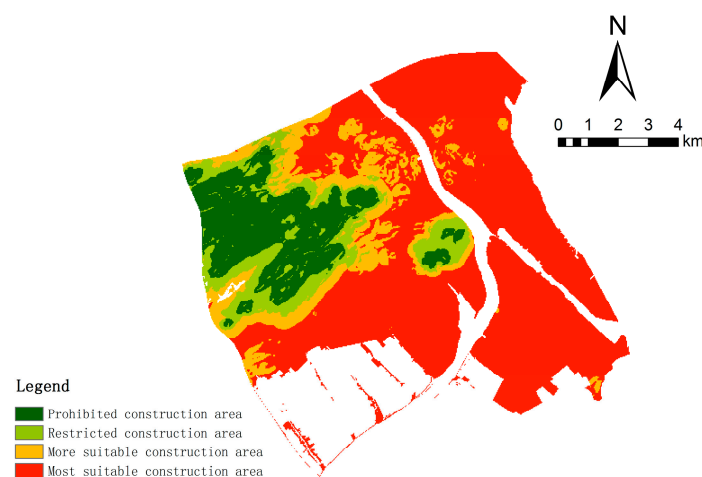 N
0 1 2 3 4
km
Legend
Prohibited construction area
Restricted construction area
More suitable construction area
Most suitable construction area